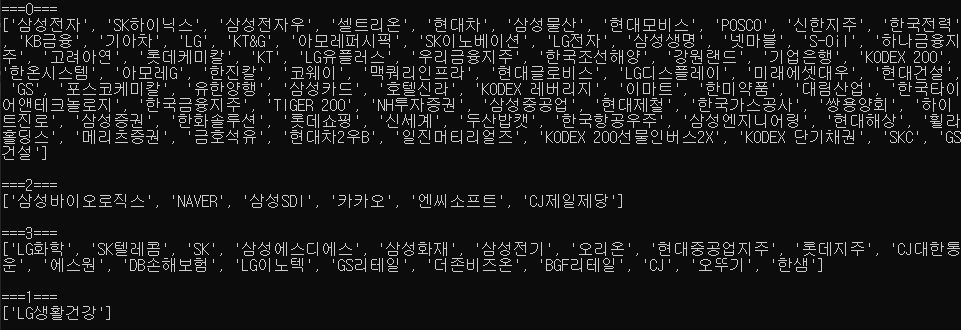 ===0===
['삼성전자', 'SK하이닉스', '삼성전자우', '셀트리온', '현대차', '삼성물산', '현대모비스', 'POSCO', '신한지주', '한국전력'
, 'KB금융', '기아차', 'LG', 'KT&G', '아모레퍼시픽', 'SK이노베이션', 'LG전자', '삼성생명', '넷마블', 'S-Oil', '하나금융지
주', '고려아연', '롯데케미칼', 'KT', 'LG유플러스', '우리금융지주', '한국조선해양', '강원랜드', '기업은행', 'KODEX 200',
'한온시스템', '아모레G', '한진칼', '코웨이', '맥쿼리인프라', '현대글로비스', 'LG디스플레이', '미래에셋대우', '현대건설',
'GS', '포스코케미칼', '유한양행', '삼성카드', '호텔신라', 'KODEX 레버리지', '이마트', '한미약품', '대림산업', '한국타이
어앤테크놀로지', '한국금융지주', 'TIGER 200', 'NH투자증권', '삼성중공업', '현대제철', '한국가스공사', '쌍용양회', '하이
트진로', '삼성증권', '한화솔루션', '롯데쇼핑', '신세계', '두산밥캣', '한국항공우주', '삼성엔지니어링', '현대해상', '휠라
홀딩스', '메리츠증권', '금호석유', '현대차2우B', '일진머티리얼즈', 'KODEX 200선물인버스2X', 'KODEX 단기채권', 'SKC', 'GS
건설']
===2===
['삼성바이오로직스', 'NAVER', '삼성SDI', '카카오', '엔씨소프트', 'CJ제일제당']
===3===
['LG화학', 'SK텔레콤', 'SK', '삼성에스디에스', '삼성화재', '삼성전기', '오리온', '현대중공업지주', '롯데지주', 'CJ대한통
운', '에스원', 'DB손해보험', 'LG이노텍', 'GS리테일', '더존비즈온', 'BGF리테일', 'CJ', '오뚜기', '한샘']
===1===
['LG생활건강']